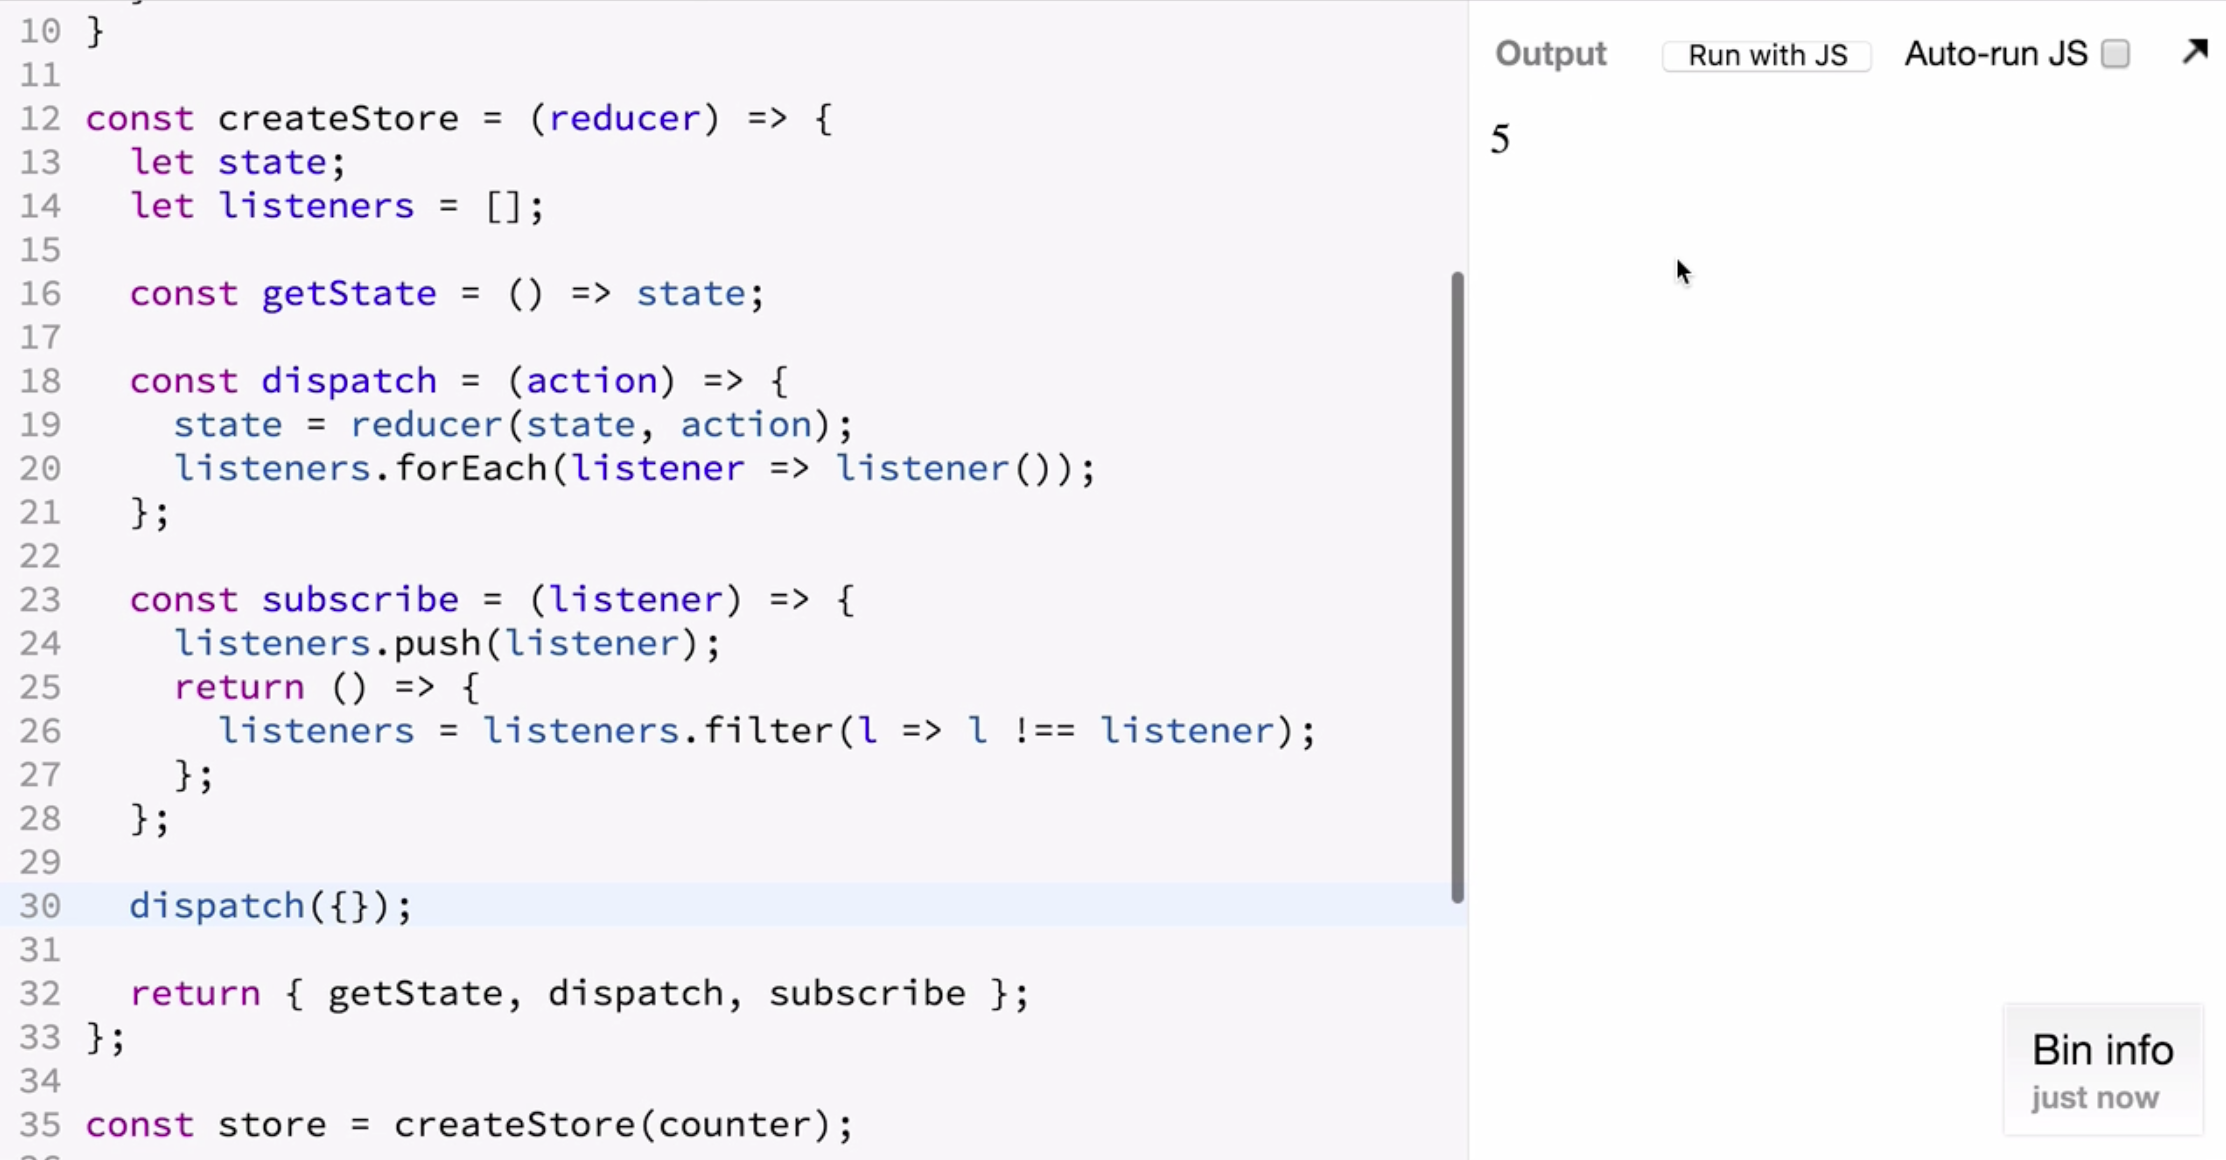 10 }
11
12 const createStore = (reducer) => {
13 let state;
14 let listeners = [];
15
16 const getState = () => state;
17
18 const dispatch = (action) => {
19 state = reducer(state, action);
20 listeners.forEach(listener => listener());
21 };
22
23 const subscribe = (listener) => {
24 listeners.push(listener);
25 return () => {
26 listeners = listeners.filter(l => l !== listener);
27 };
28 };
29
30 dispatch({});
31
32 return { getState, dispatch, subscribe };
33 };
34
35 const store = createStore(counter);
Output Run with JS Auto-run JS
5
Bin info
just now